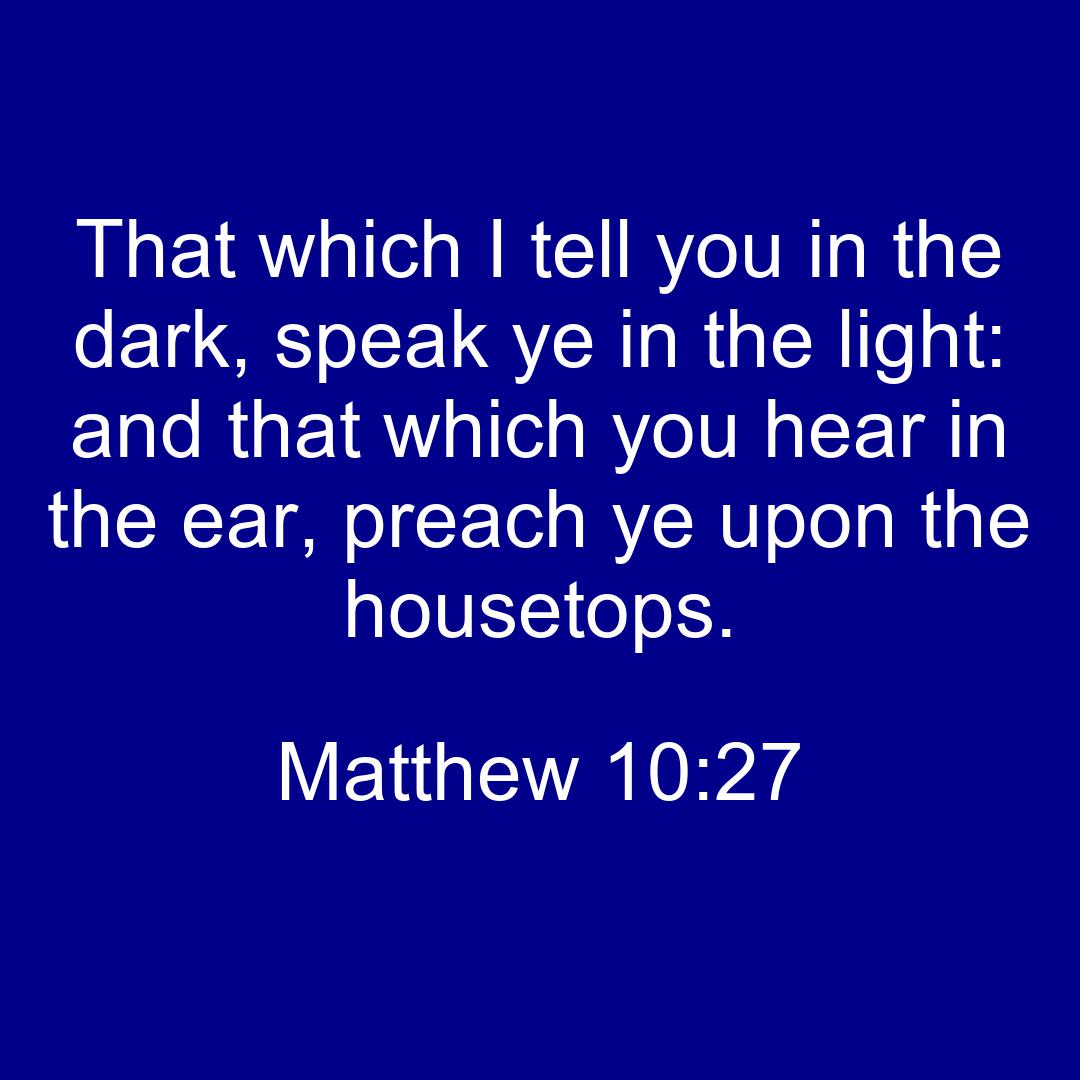 That which I tell you in the
dark, speak ye in the light:
and that which you hear in
the ear, preach ye upon the
housetops.
Matthew 10:27